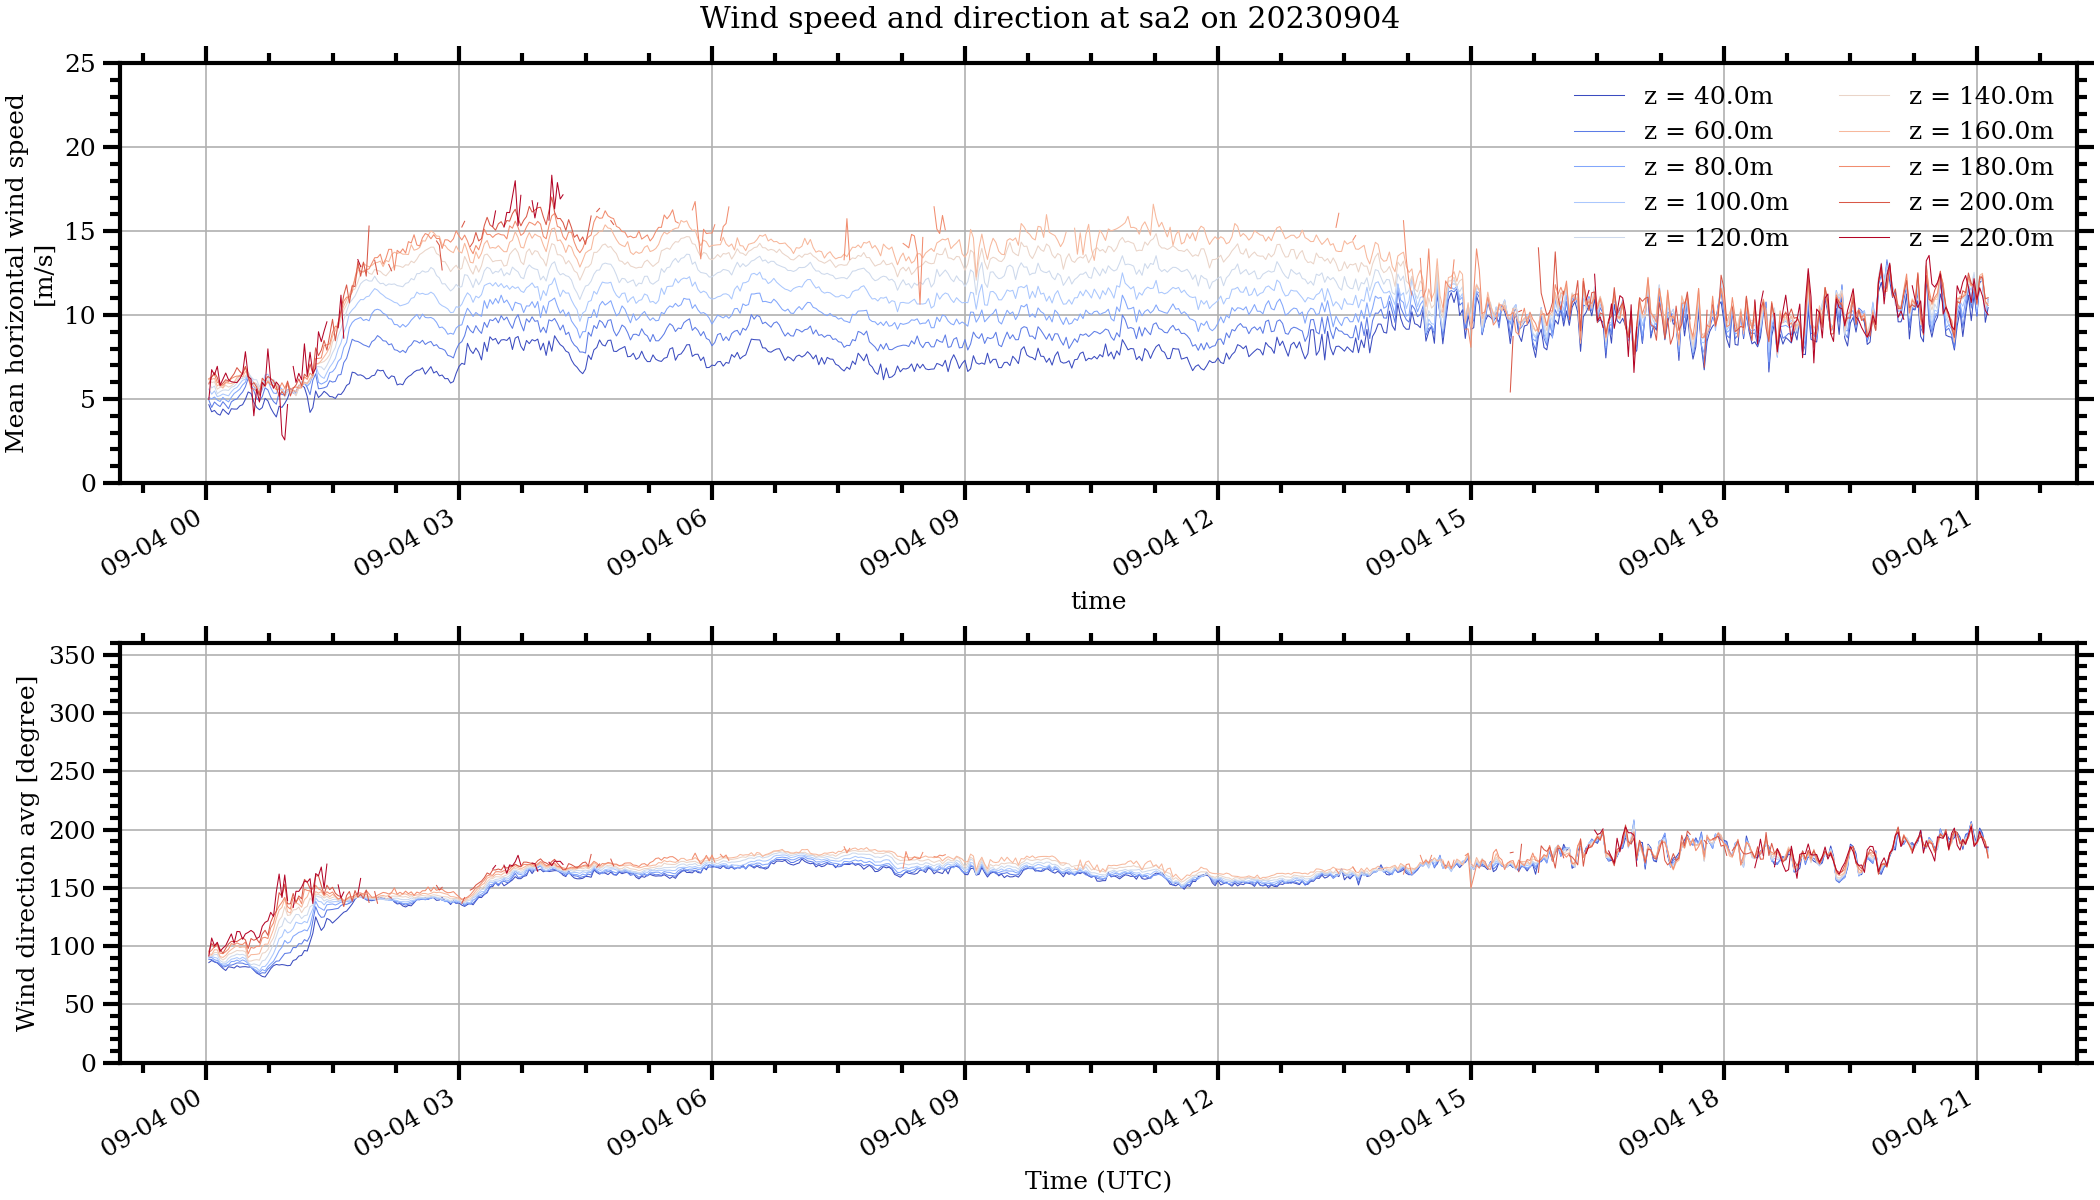 Wind speed and direction at sa2 on 20230904
Mean horizontal wind speed
[m/s]
25
20
15
10
5
0
z = 40.0m
z = 60.0m
z = 80.0m
z = 100.0m
z = 120.0m
z = 140.0m
z = 160.0m
z = 180.0m
z = 200.0m
z = 220.0m
09-04 00
09-04 03
09-04 06
09-04 09
09-04 12
09-04 15
09-04 18
09-04 21
time
Wind direction avg [degree]
350
300
250
200
150
100
50
0
09-04 00
09-04 03
09-04 06
09-04 09
09-04 12
09-04 15
09-04 18
09-04 21
Time (UTC)